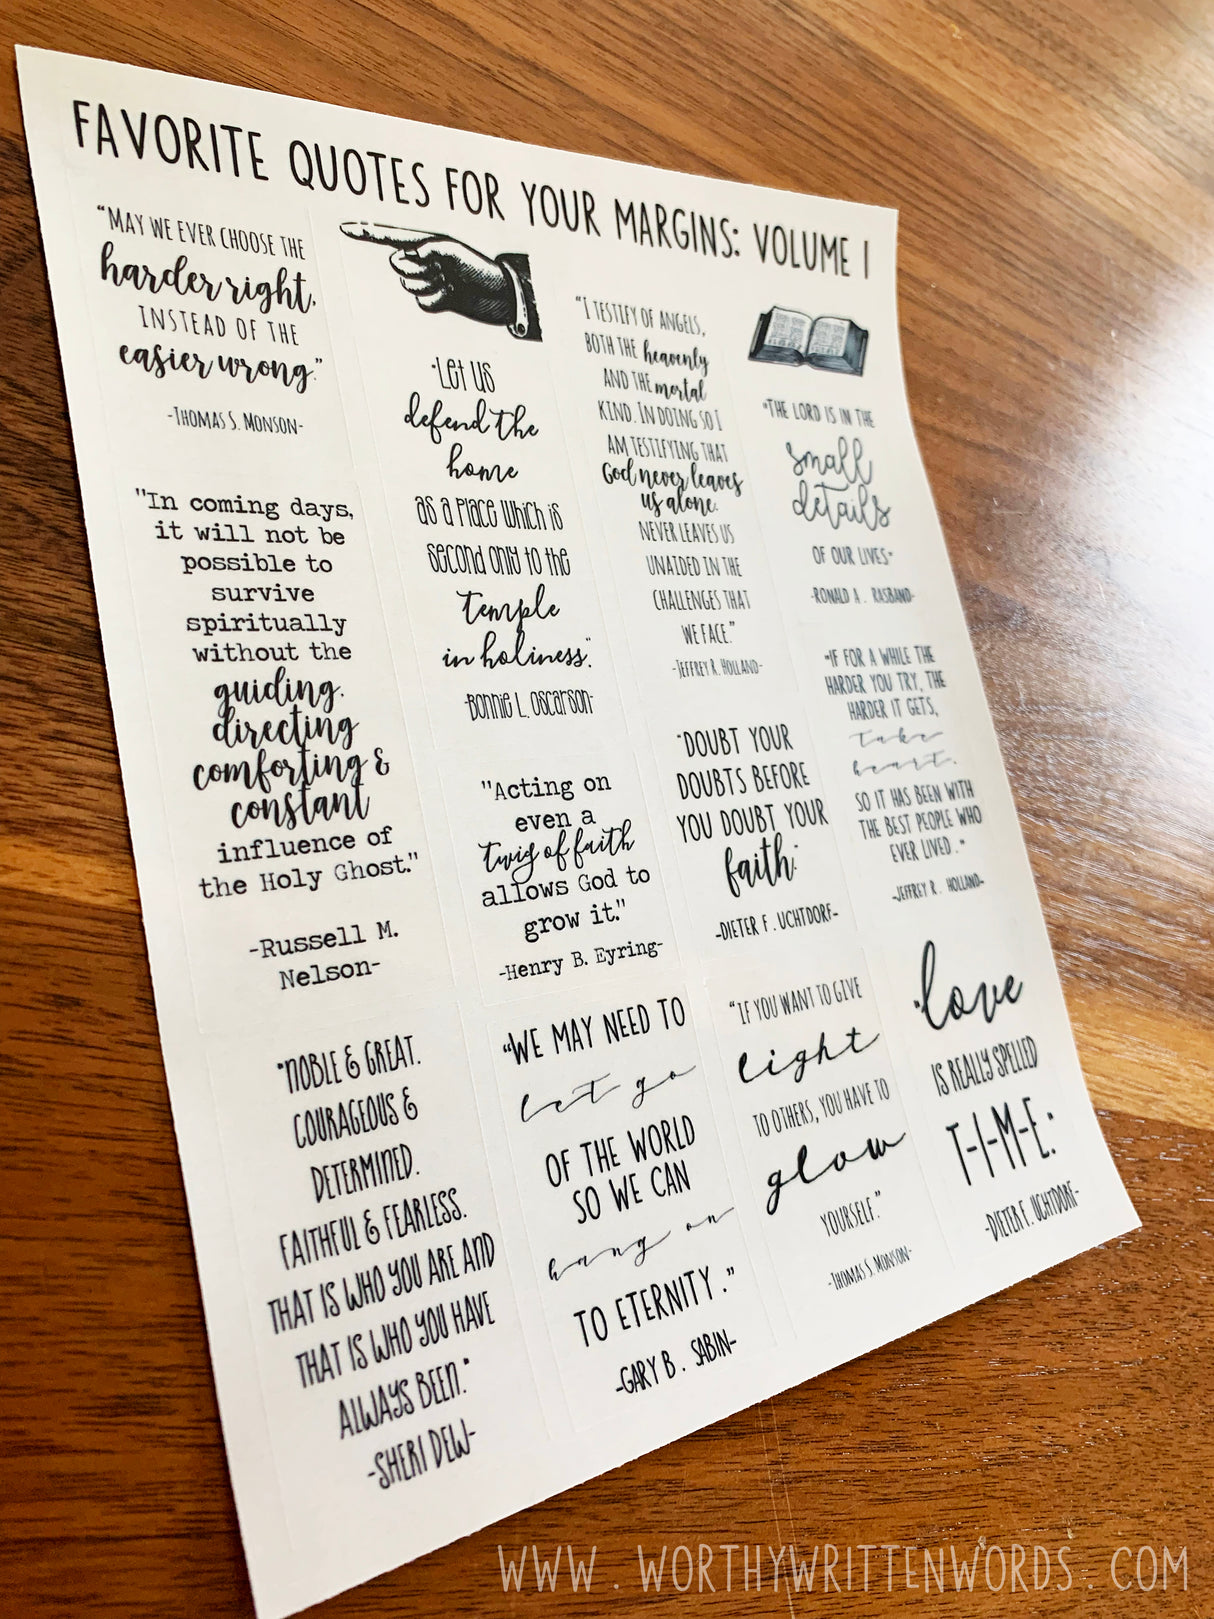 FAVORITE QUOTES FOR YOUR MARGINS: VOLUME 1
"MAY WE EVER CHOOSE THE
harder right,
INSTEAD OF THE
easier wrong."
-THOMAS S. MONSON-
"In coming days,
it will not be
possible to
survive
spiritually
without the
guiding,
directing
comforting &
constant
influence of
the Holy Ghost."
-Russell M.
Nelson-
"NOBLE & GREAT.
COURAGEOUS &
DETERMINED.
FAITHFUL & FEARLESS.
THAT IS WHO YOU ARE AND
THAT IS WHO YOU HAVE
ALWAYS BEEN."
-SHERI DEW-
"Let us
defend the
home
as a place which is
second only to the
temple
in holiness."
-Bonnie L. Oscarson-
"Acting on
even a
twig of faith
allows God to
grow it."
-Henry B. Eyring-
"WE MAY NEED TO
let go
OF THE WORLD
SO WE CAN
hang on
TO ETERNITY."
-GARY B. SABIN-
"I TESTIFY OF ANGELS,
BOTH THE heavenly
AND THE mortal
KIND. IN DOING SO I
AM TESTIFYING THAT
God never leaves
us alone.
NEVER LEAVES US
UNAIDED IN THE
CHALLENGES THAT
WE FACE."
-JEFFREY R. HOLLAND-
"DOUBT YOUR
DOUBTS BEFORE
YOU DOUBT YOUR
faith."
-DIETER F. UCHTDORF-
"IF YOU WANT TO GIVE
light
TO OTHERS, YOU HAVE TO
glow
YOURSELF."
-THOMAS S. MONSON-
"THE LORD IS IN THE
small
details
OF OUR LIVES"
-RONALD A. RASBAND-
"IF FOR A WHILE THE
HARDER YOU TRY, THE
HARDER IT GETS,
take
heart.
SO IT HAS BEEN WITH
THE BEST PEOPLE WHO
EVER LIVED."
-JEFFREY R. HOLLAND-
"love
IS REALLY SPELLED
T-I-M-E."
-DIETER F. UCHTDORF-
WWW.WORTHYWRITTENWORDS.COM